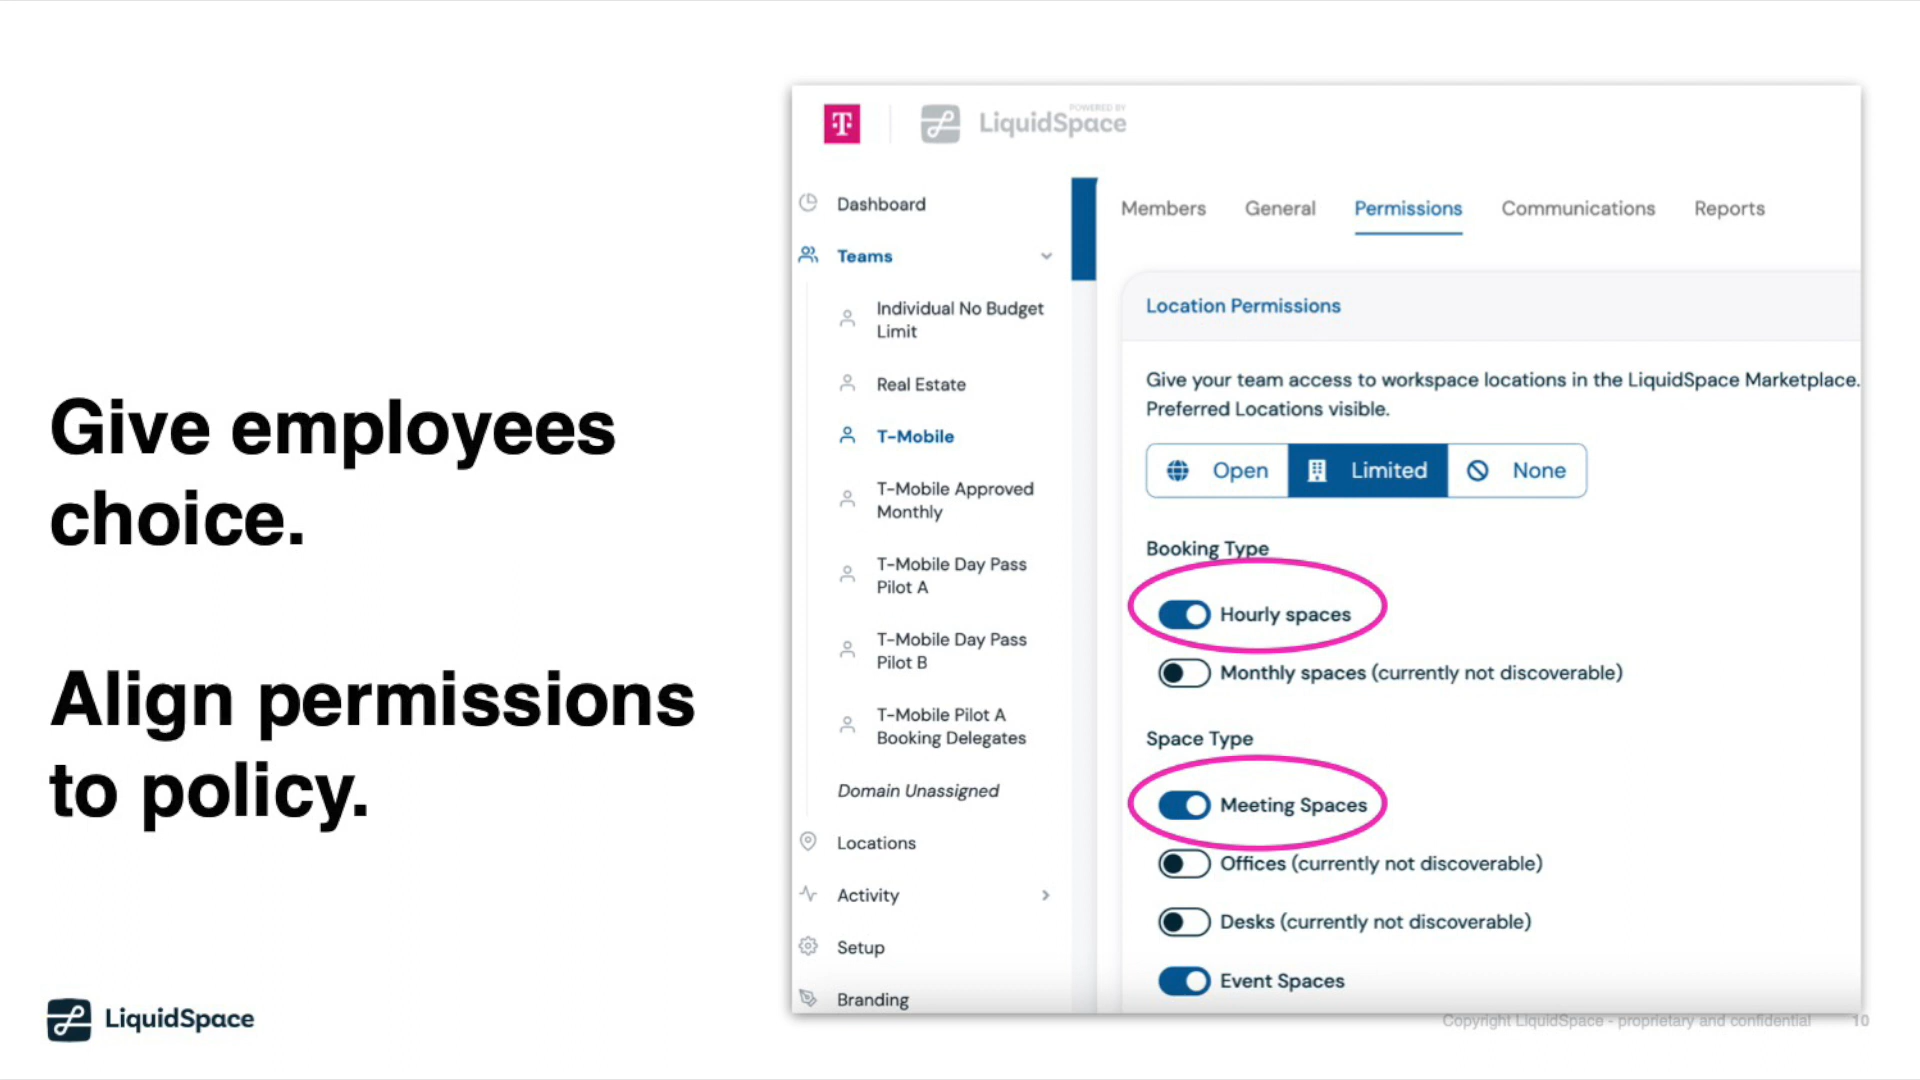 Give employees
choice.
Align permissions
to policy.
LiquidSpace
T
POWERED BY
LiquidSpace
Dashboard
Teams
Individual No Budget
Limit
Real Estate
T-Mobile
T-Mobile Approved
Monthly
T-Mobile Day Pass
Pilot A
T-Mobile Day Pass
Pilot B
T-Mobile Pilot A
Booking Delegates
Domain Unassigned
Locations
Activity
Setup
Branding
Members General Permissions Communications Reports
Location Permissions
Give your team access to workspace locations in the LiquidSpace Marketplace.
Preferred Locations visible.
Open Limited None
Booking Type
Hourly spaces
Monthly spaces (currently not discoverable)
Space Type
Meeting Spaces
Offices (currently not discoverable)
Desks (currently not discoverable)
Event Spaces
Copyright LiquidSpace - proprietary and confidential 10